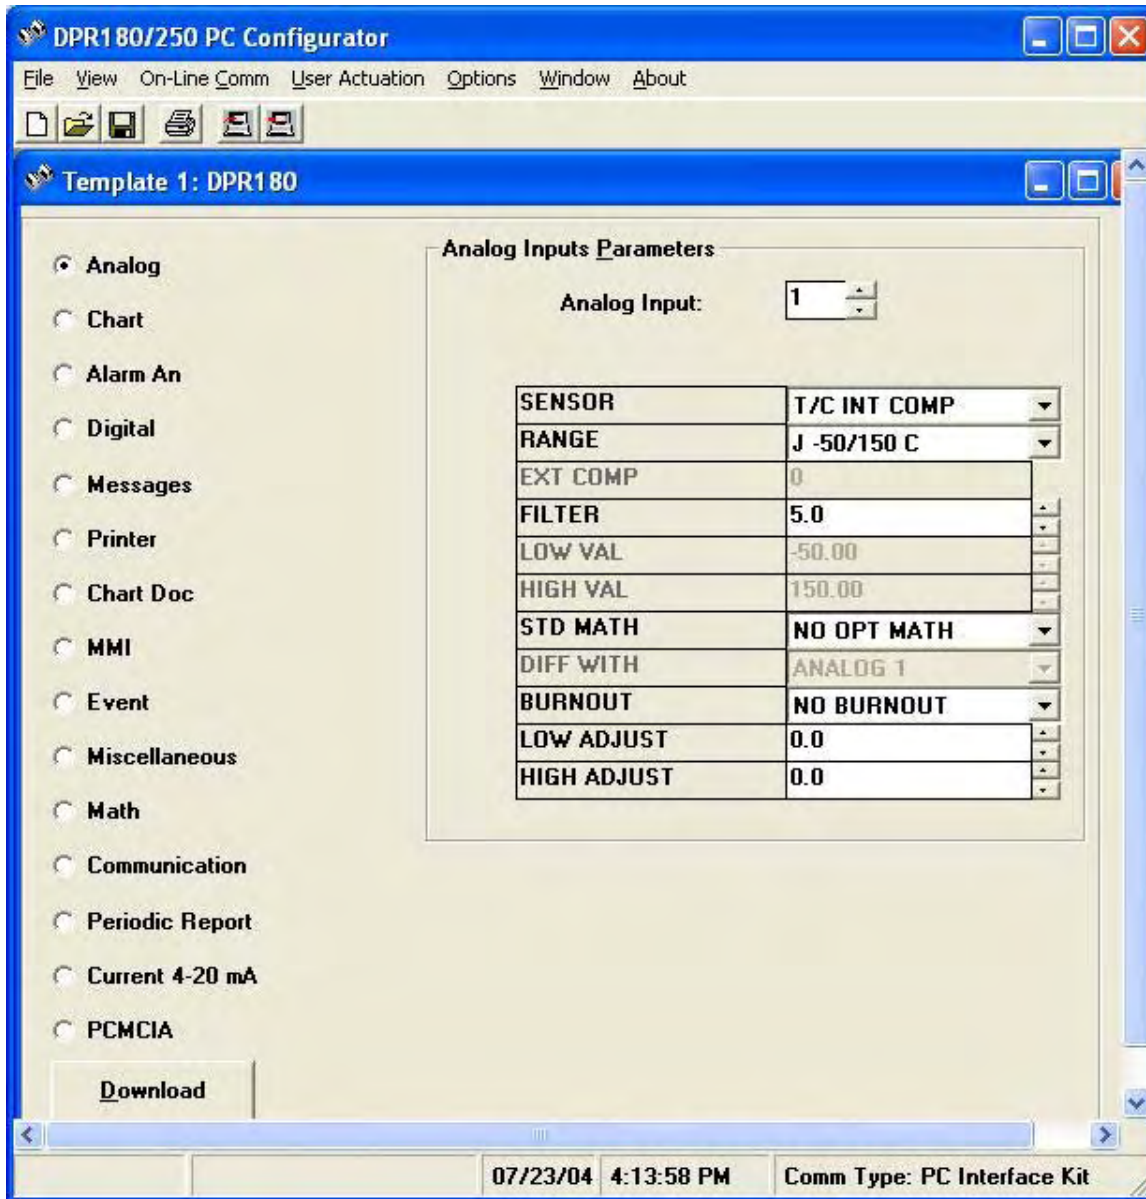 DPR180/250 PC Configurator
File View On-Line Comm User Actuation Options Window About
Template 1: DPR180
Analog
Chart
Alarm An
Digital
Messages
Printer
Chart Doc
MMI
Event
Miscellaneous
Math
Communication
Periodic Report
Current 4-20 mA
PCMCIA
Download
Analog Inputs Parameters
Analog Input: 1
SENSOR T/C INT COMP
RANGE J -50/150 C
EXT COMP 0
FILTER 5.0
LOW VAL -50.00
HIGH VAL 150.00
STD MATH NO OPT MATH
DIFF WITH ANALOG 1
BURNOUT NO BURNOUT
LOW ADJUST 0.0
HIGH ADJUST 0.0
07/23/04 4:13:58 PM Comm Type: PC Interface Kit